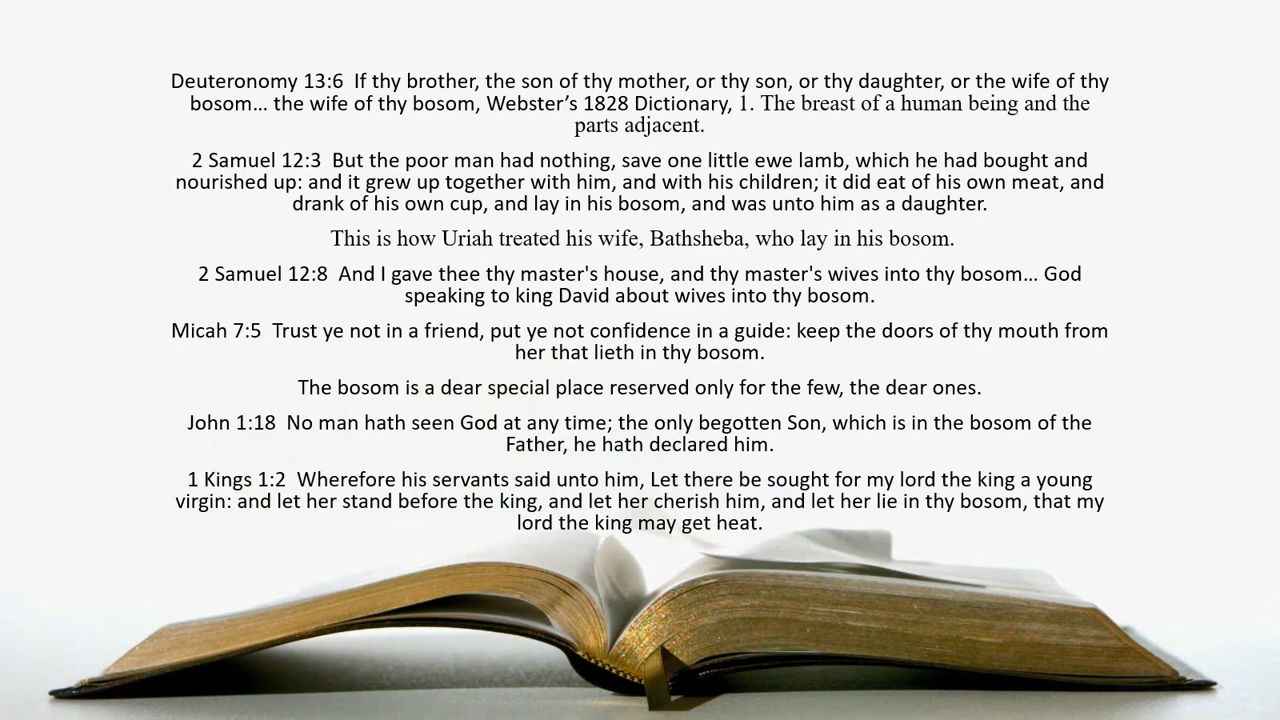 Deuteronomy 13:6  If thy brother, the son of thy mother, or thy son, or thy daughter, or the wife of thy
bosom… the wife of thy bosom, Webster’s 1828 Dictionary, 1. The breast of a human being and the
parts adjacent.
2 Samuel 12:3  But the poor man had nothing, save one little ewe lamb, which he had bought and
nourished up: and it grew up together with him, and with his children; it did eat of his own meat, and
drank of his own cup, and lay in his bosom, and was unto him as a daughter.
This is how Uriah treated his wife, Bathsheba, who lay in his bosom.
2 Samuel 12:8  And I gave thee thy master's house, and thy master's wives into thy bosom… God
speaking to king David about wives into thy bosom.
Micah 7:5  Trust ye not in a friend, put ye not confidence in a guide: keep the doors of thy mouth from
her that lieth in thy bosom.
The bosom is a dear special place reserved only for the few, the dear ones.
John 1:18  No man hath seen God at any time; the only begotten Son, which is in the bosom of the
Father, he hath declared him.
1 Kings 1:2  Wherefore his servants said unto him, Let there be sought for my lord the king a young
virgin: and let her stand before the king, and let her cherish him, and let her lie in thy bosom, that my
lord the king may get heat.